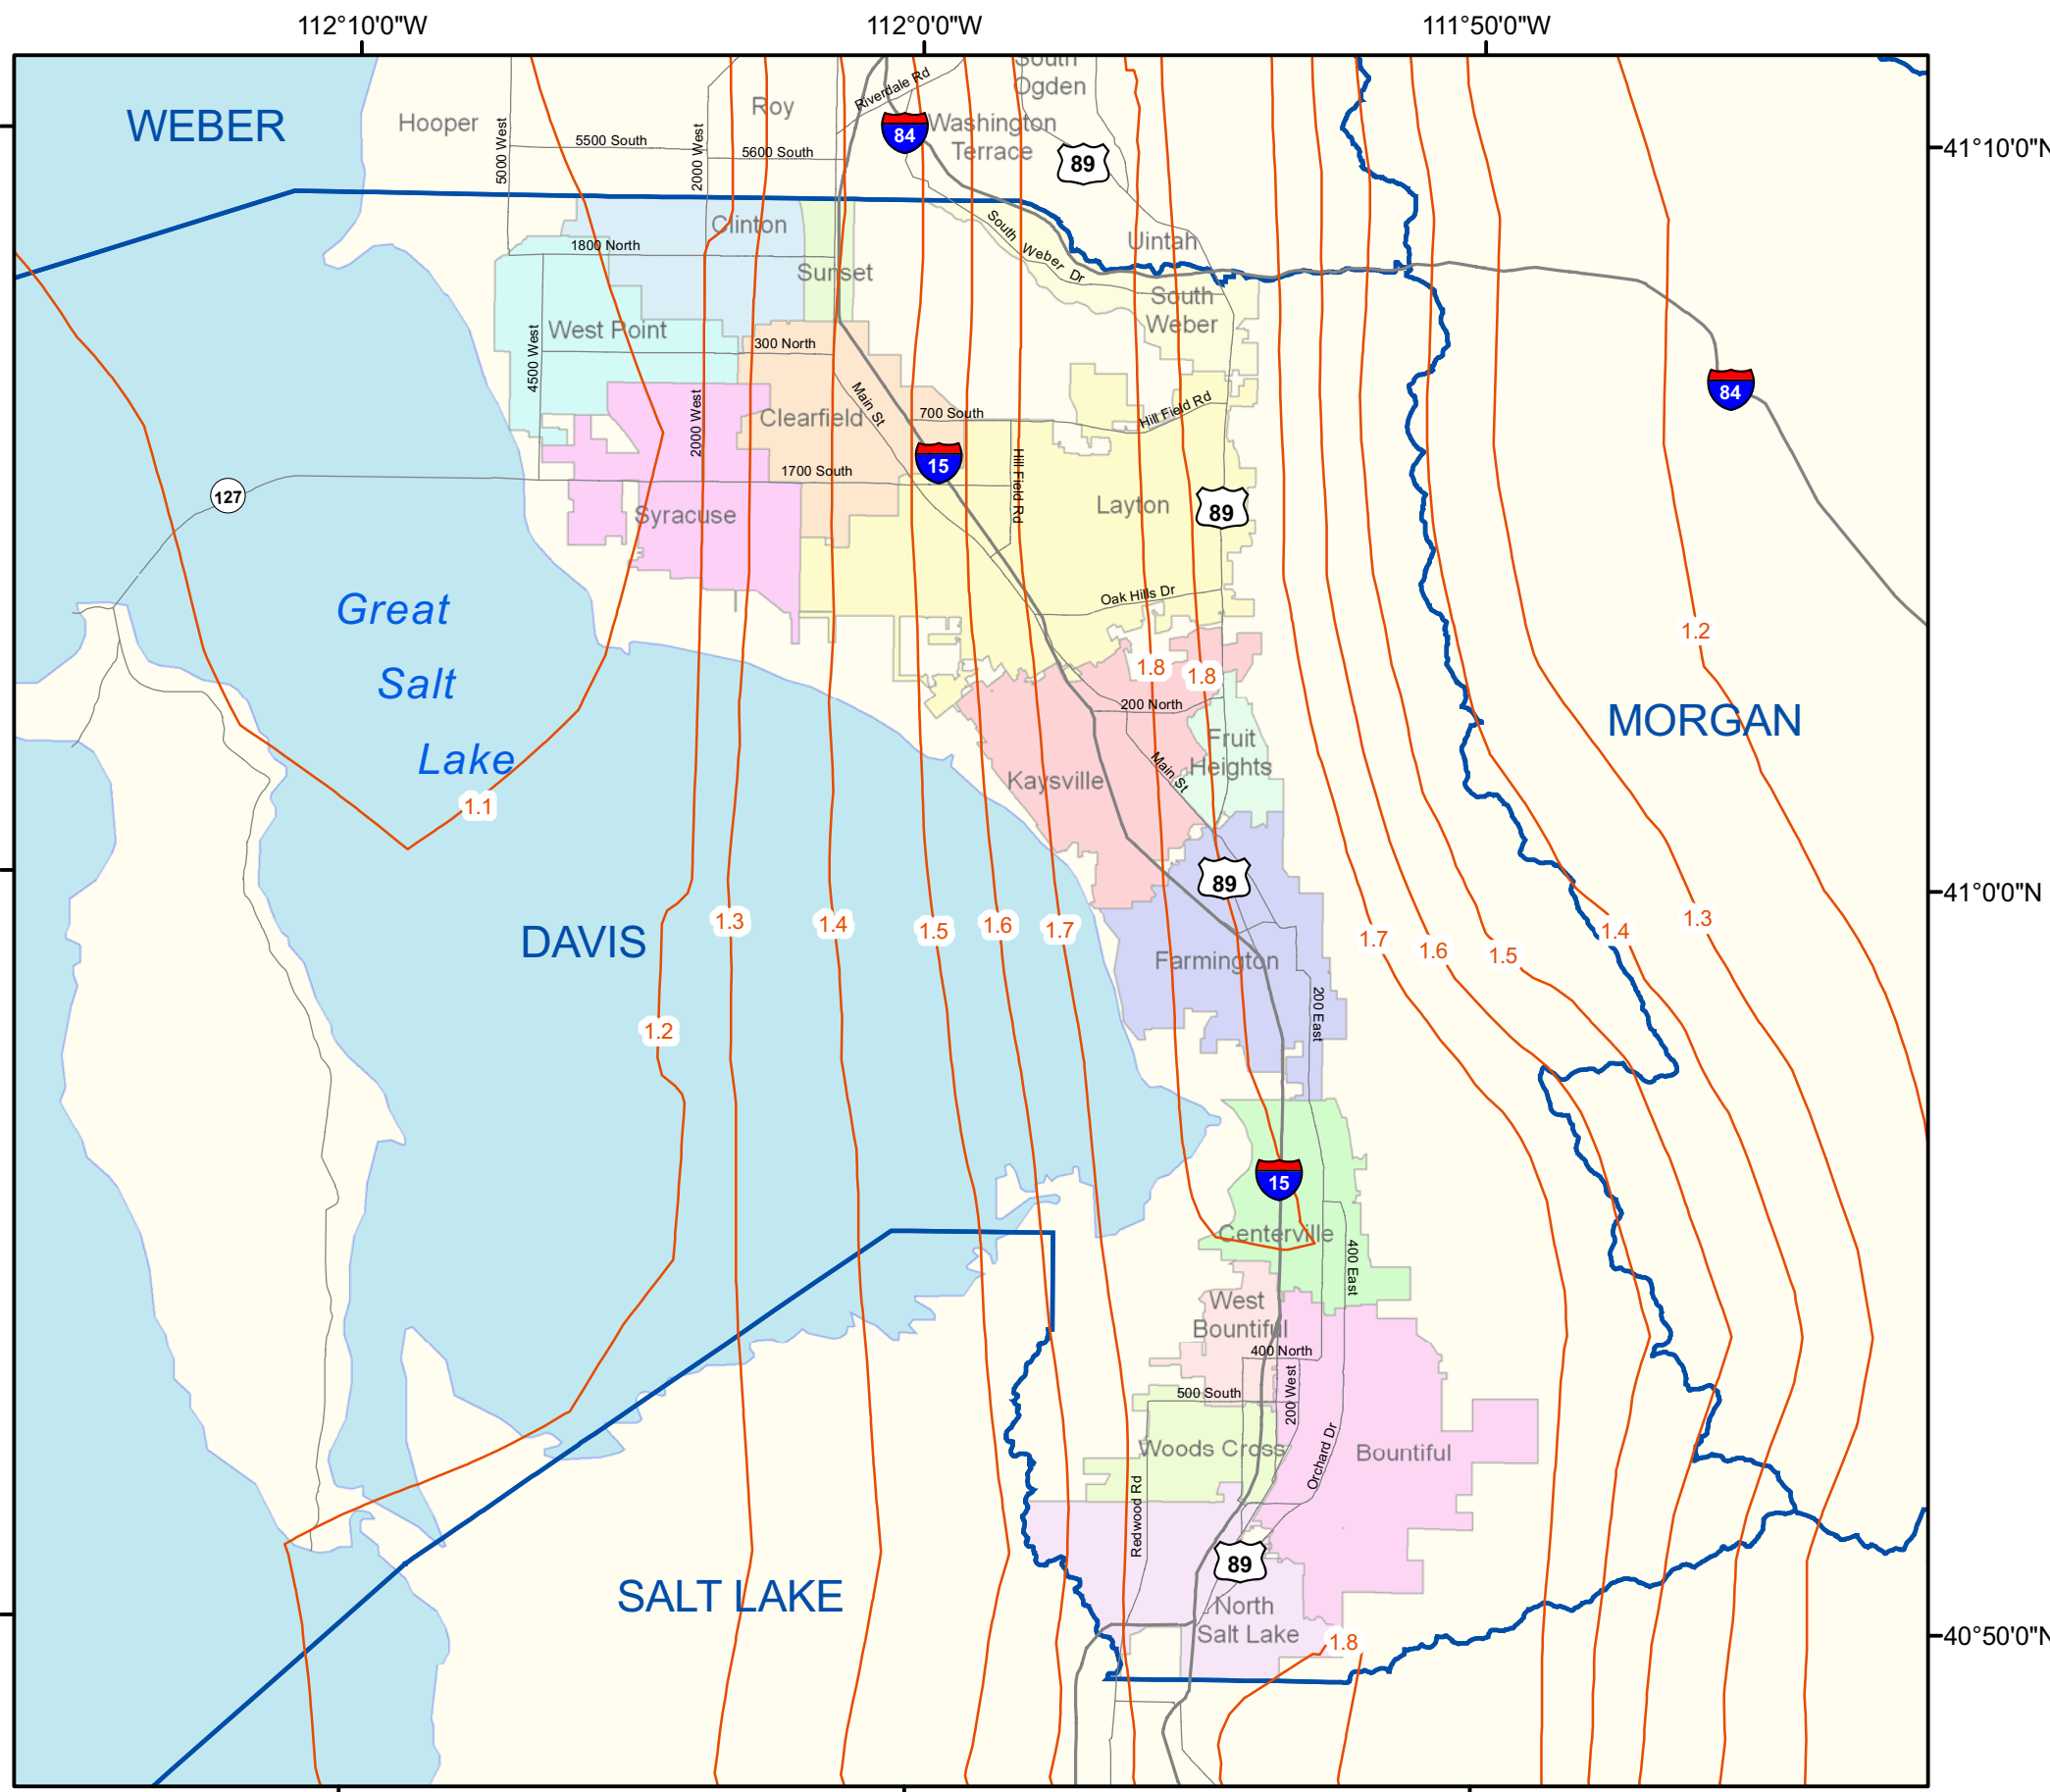 112°10'0"W
112°0'0"W
111°50'0"W
WEBER
Hooper
5000 West
5500 South
2000 West
Roy
5600 South
Riverdale Rd
84
South
Ogden
Washington
Terrace
89
41°10'0"N
Clinton
1800 North
Sunset
South Weber Dr
Uintah
South
Weber
West Point
4500 West
300 North
Clearfield
Main St
2000 West
700 South
Hill Field Rd
84
15
1700 South
Hill Field Rd
127
Syracuse
Layton
89
Oak Hills Dr
Great
Salt
Lake
1.1
1.8
1.8
1.2
200 North
MORGAN
Fruit
Heights
Main St
Kaysville
89
41°0'0"N
DAVIS
1.3
1.4
1.5
1.6
1.7
Farmington
1.7
1.6
1.5
1.4
1.3
200 East
1.2
15
Centerville
400 East
West
Bountiful
400 North
500 South
200 West
Woods Cross
Orchard Dr
Bountiful
Redwood Rd
89
SALT LAKE
North
Salt Lake
1.8
40°50'0"N